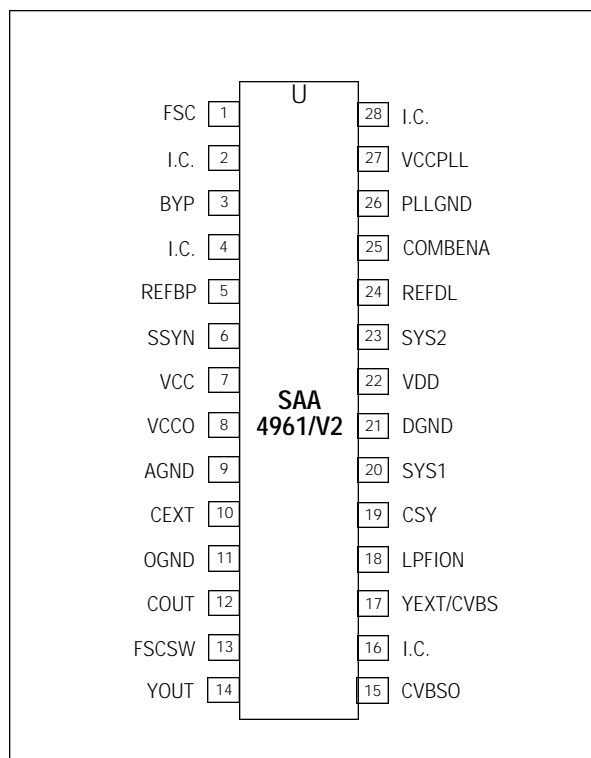 U
FSC 1 28 I.C.
I.C. 2 27 VCCPLL
BYP 3 26 PLLGND
I.C. 4 25 COMBENA
REFBP 5 24 REFDL
SSYN 6 23 SYS2
VCC 7 22 VDD
SAA
4961/V2
VCCO 8 21 DGND
AGND 9 20 SYS1
CEXT 10 19 CSY
OGND 11 18 LPFION
COUT 12 17 YEXT/CVBS
FSCSW 13 16 I.C.
YOUT 14 15 CVBSO